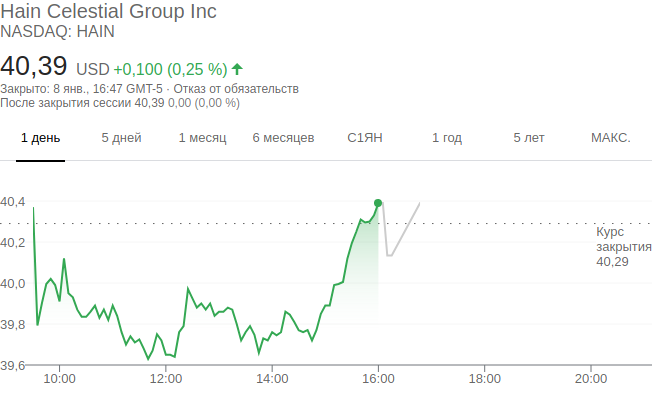 Hain Celestial Group Inc
NASDAQ: HAIN
40,39 USD +0,100 (0,25 %)
Закрыто: 8 янв., 16:47 GMT-5 · Отказ от обязательств
После закрытия сессии 40,39 0,00 (0,00 %)
1 день 5 дней 1 месяц 6 месяцев С1ЯН 1 год 5 лет МАКС.
40,4
Курс
закрытия
40,29
40,2
40,0
39,8
39,6
10:00 12:00 14:00 16:00 18:00 20:00